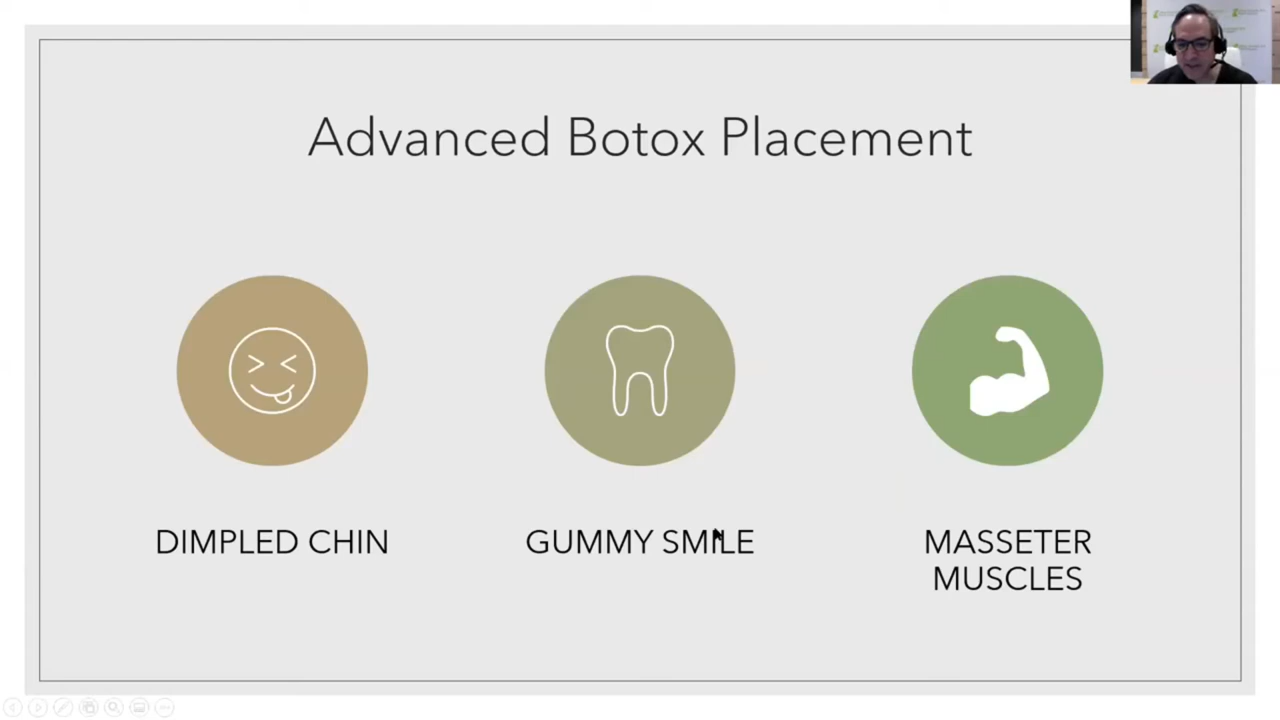 Advanced Botox Placement
DIMPLED CHIN
GUMMY SMILE
MASSETER
MUSCLES